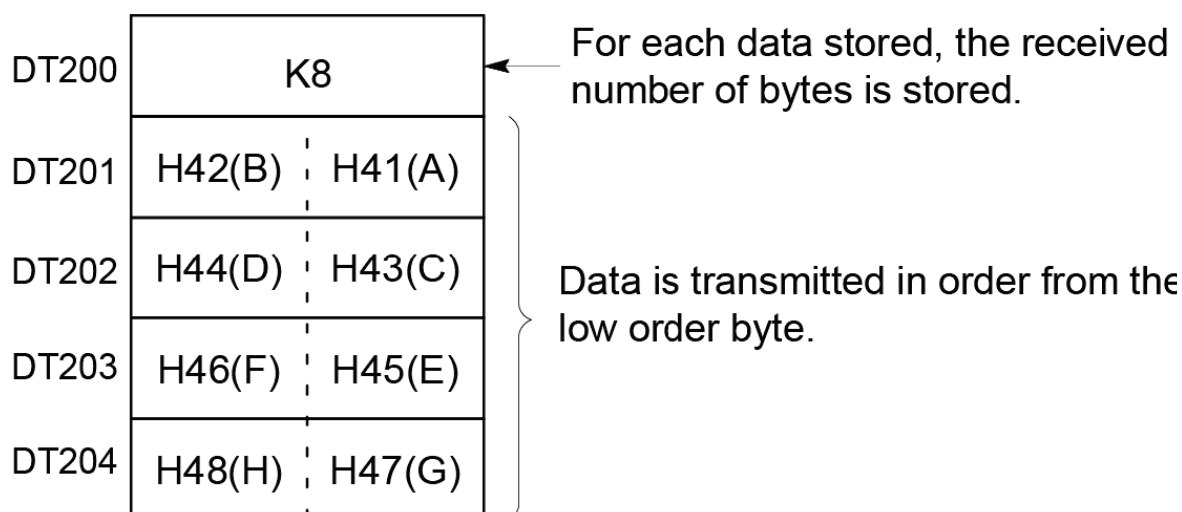 DT200 K8 For each data stored, the received
number of bytes is stored.
DT201 H42(B) H41(A)
DT202 H44(D) H43(C)
Data is transmitted in order from the
low order byte.
DT203 H46(F) H45(E)
DT204 H48(H) H47(G)